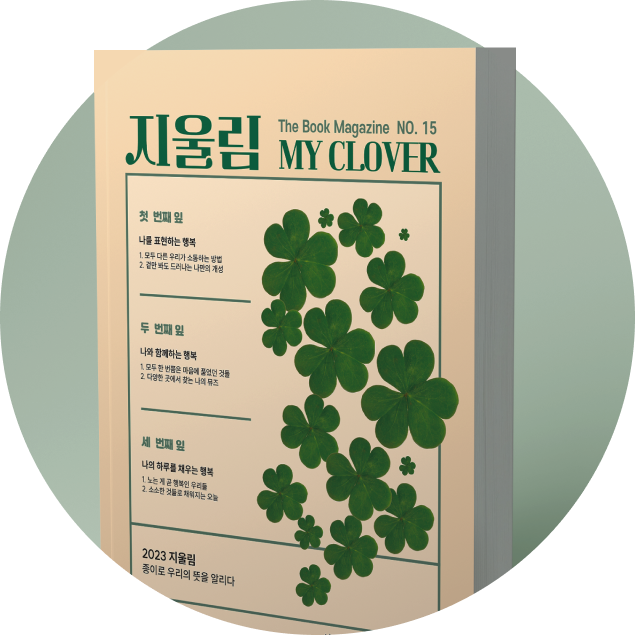 지울림
The Book Magazine NO. 15
MY CLOVER
첫 번째 잎
나를 표현하는 행복
1. 모두 다른 우리가 소통하는 방법
2. 겉만 봐도 드러나는 나만의 개성
두 번째 잎
나와 함께하는 행복
1. 모두 한 번쯤은 마음에 품었던 것들
2. 다양한 곳에서 찾는 나의 뮤즈
세 번째 잎
나의 하루를 채우는 행복
1. 노는 게 곧 행복인 우리들
2. 소소한 것들로 채워지는 오늘
2023 지울림
종이로 우리의 뜻을 알리다